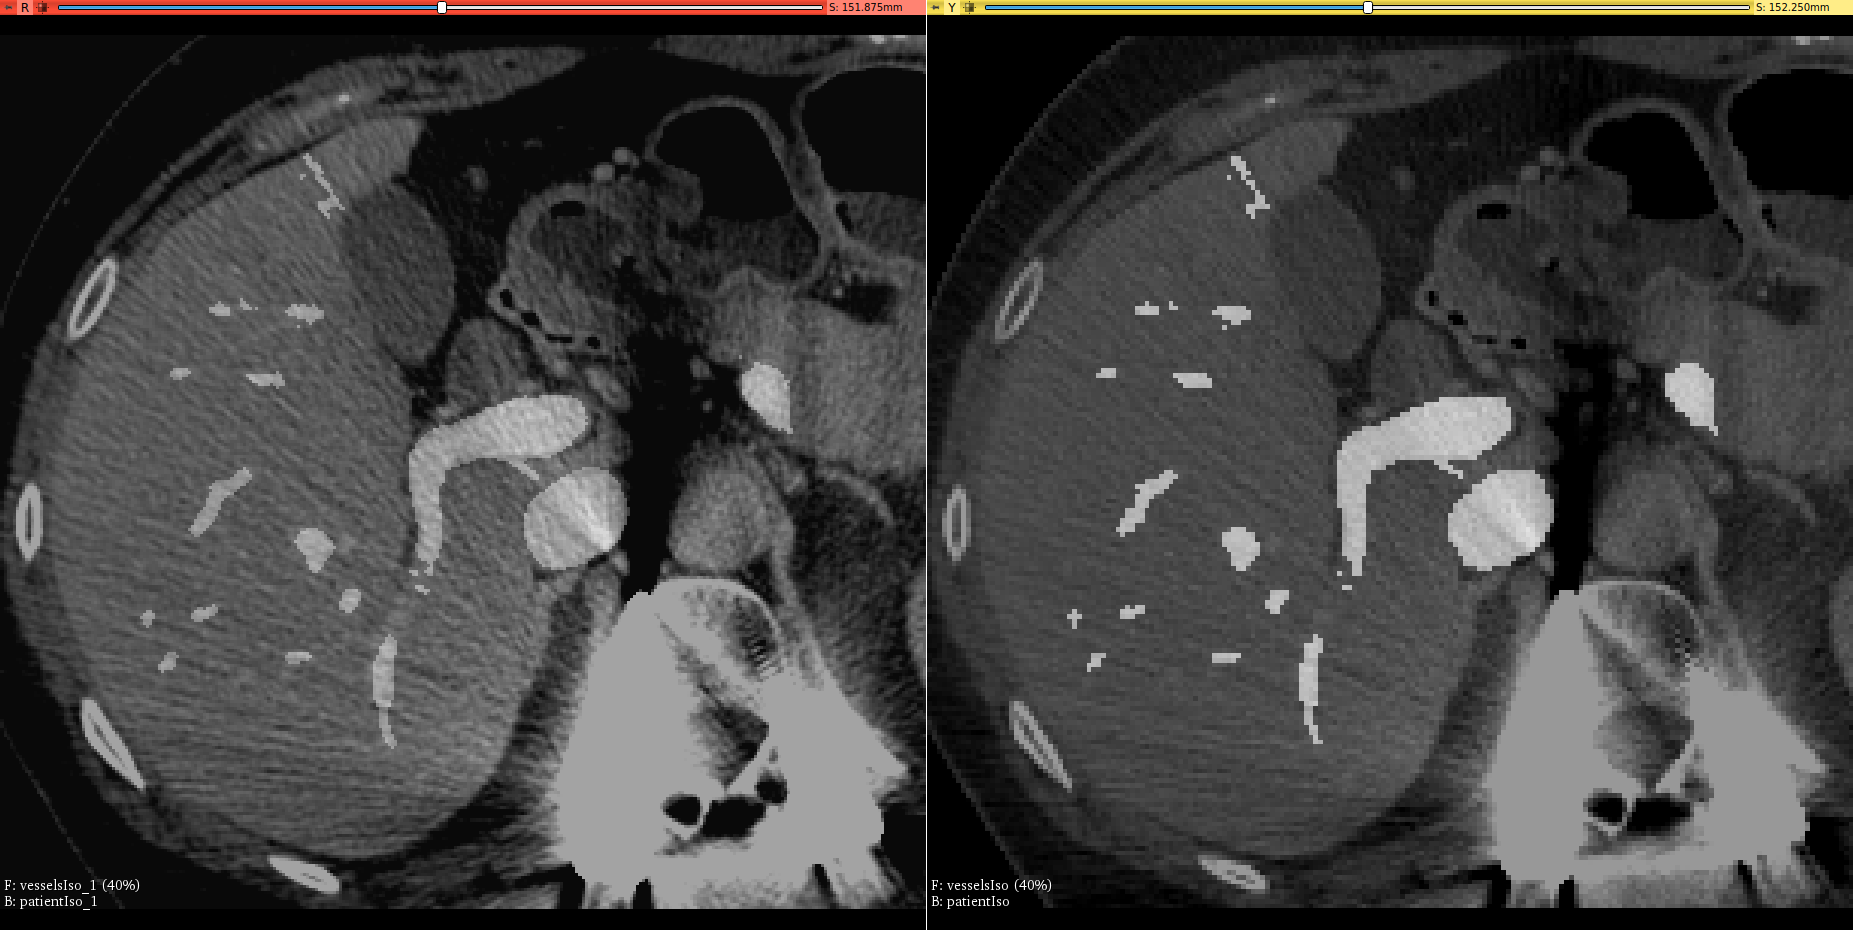 R S: 151.875mm
Y S: 152.250mm
F: vesselsIso_1 (40%)
B: patientIso_1
F: vesselsIso (40%)
B: patientIso